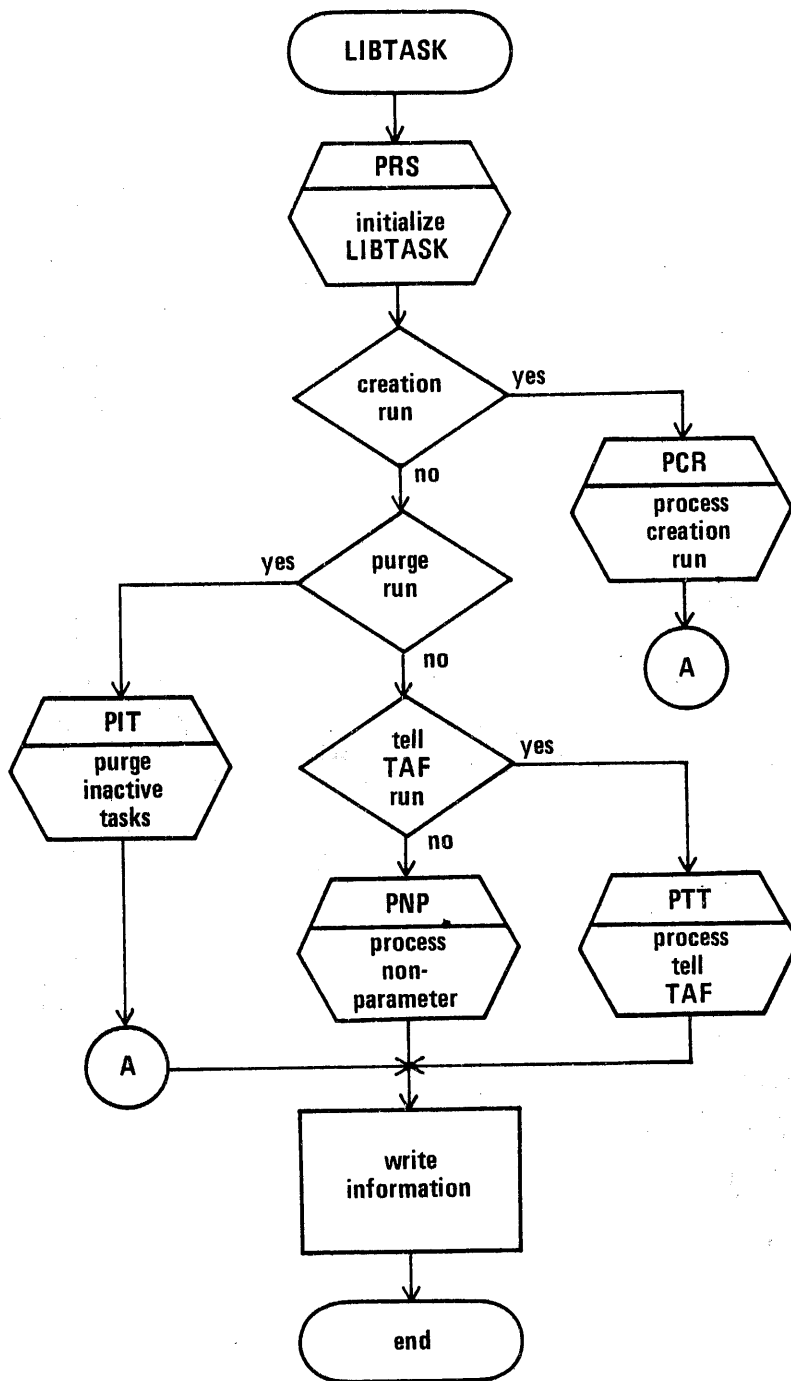 LIBTASK
PRS
initialize
LIBTASK
creation
run
yes
no
PCR
process
creation
run
A
purge
run
yes
no
PIT
purge
inactive
tasks
tell
TAF
run
yes
no
PNP
process
non-
parameter
PTT
process
tell
TAF
A
write
information
end